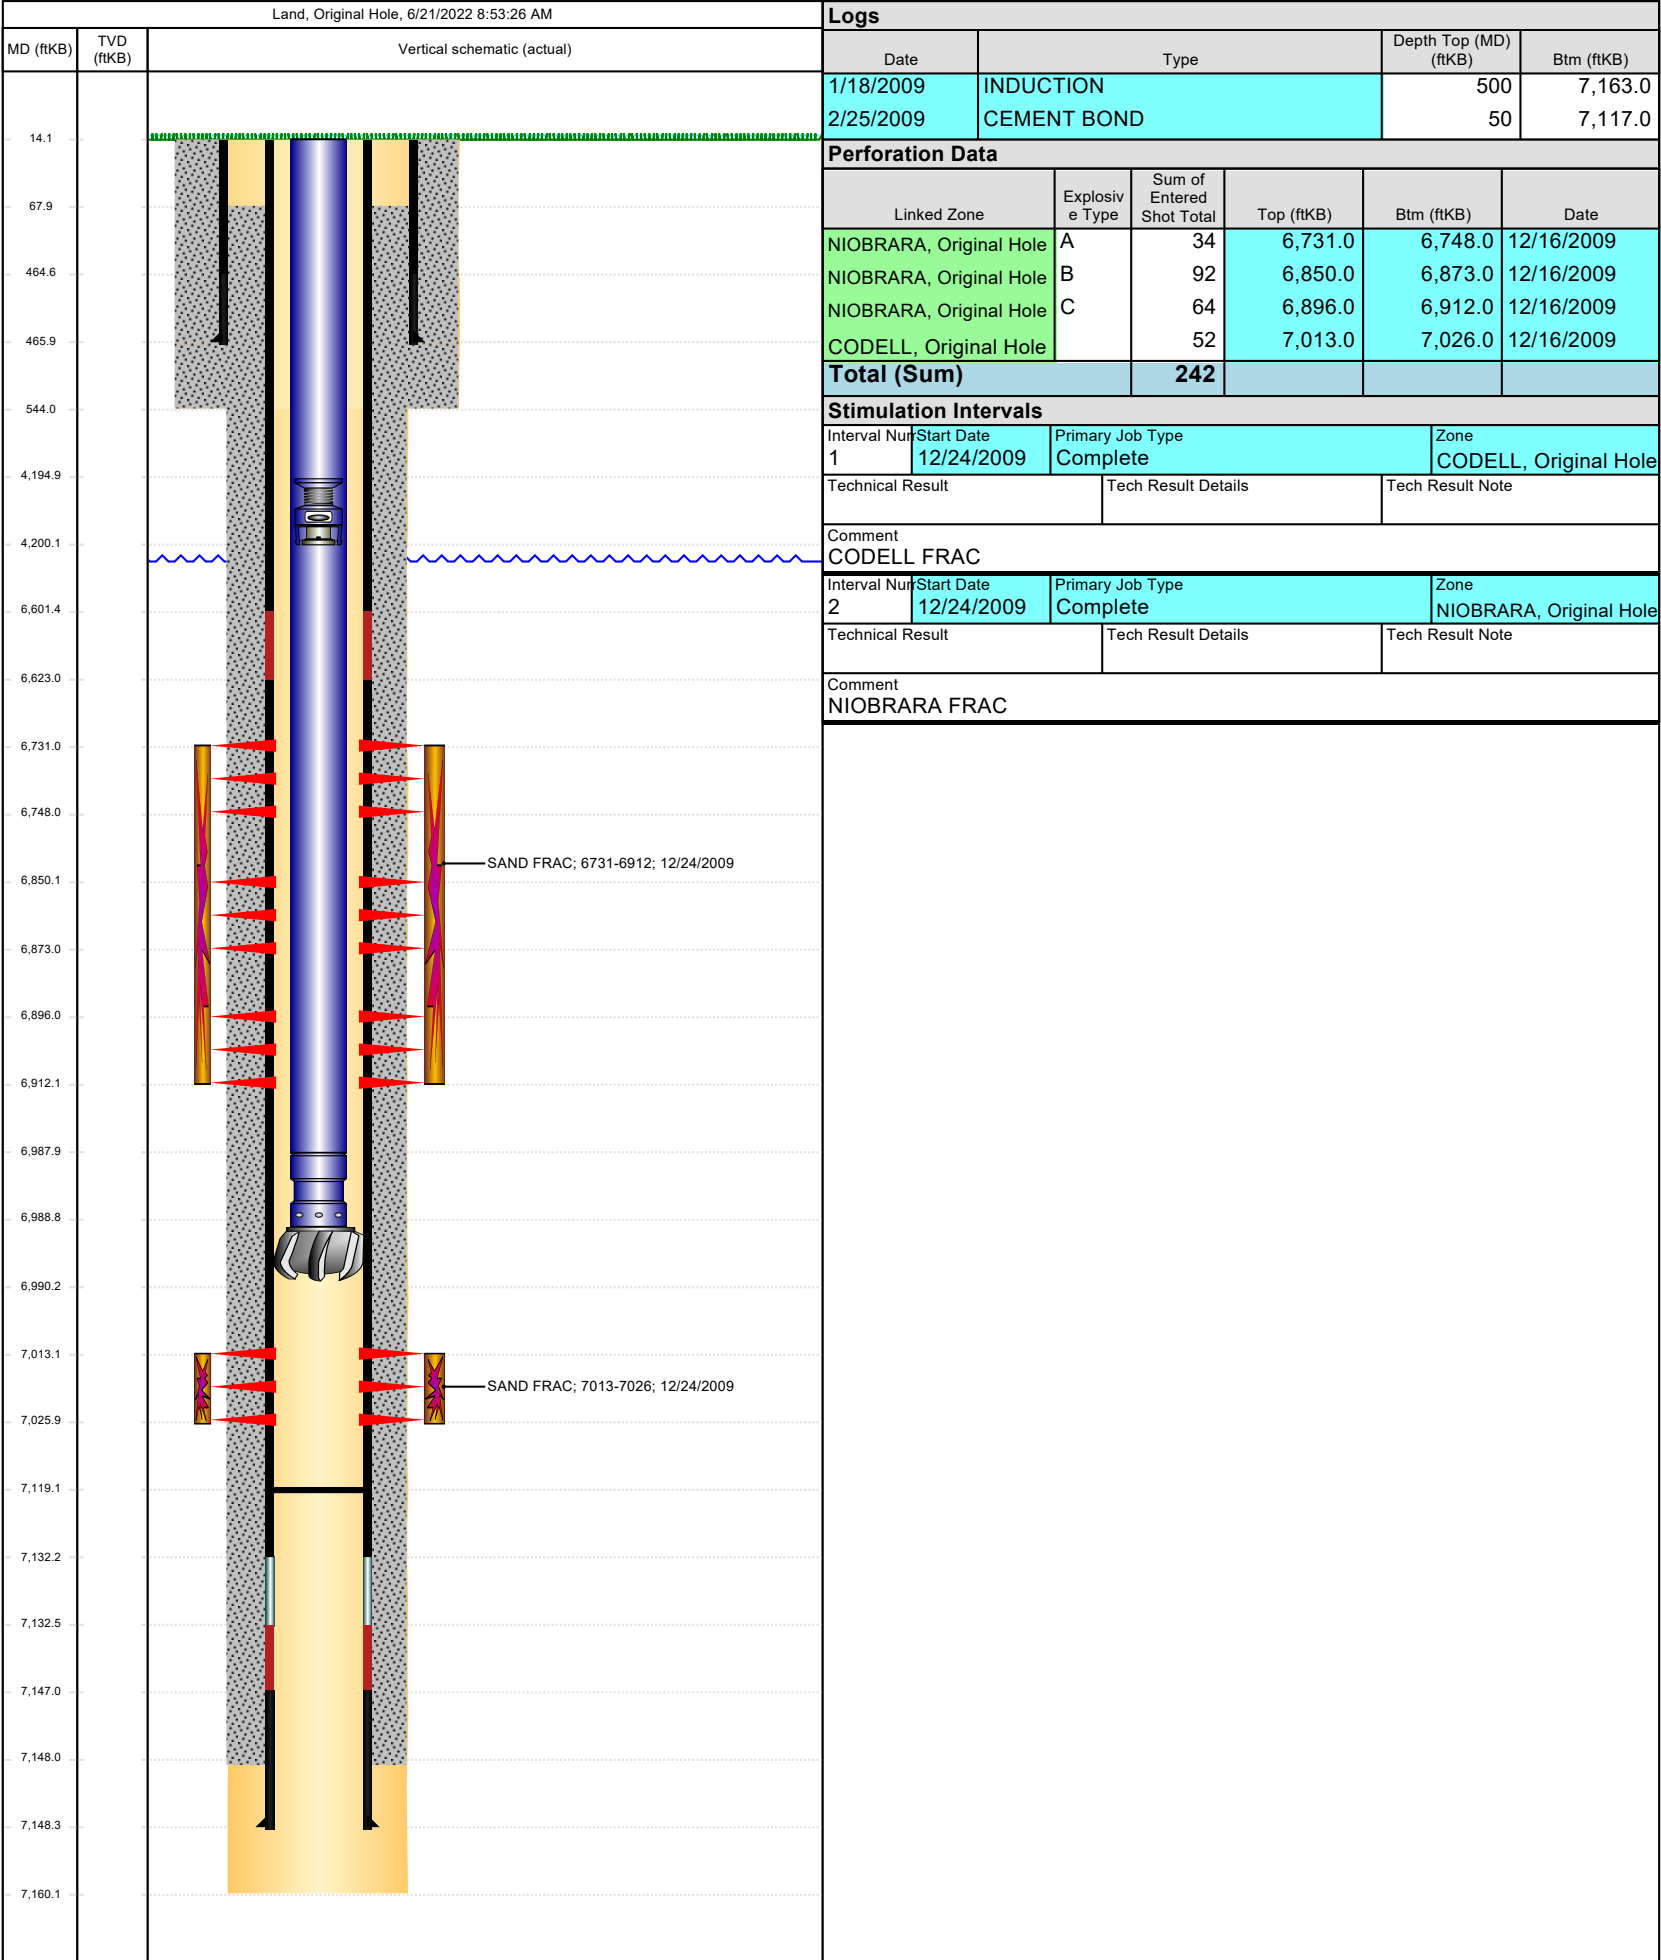 Land, Original Hole, 6/21/2022 8:53:26 AM
MD (ftKB)
TVD (ftKB)
Vertical schematic (actual)
14.1
67.9
464.6
465.9
544.0
4,194.9
4,200.1
6,601.4
6,623.0
6,731.0
6,748.0
SAND FRAC; 6731-6912; 12/24/2009
6,850.1
6,873.0
6,896.0
6,912.1
6,987.9
6,988.8
6,990.2
7,013.1
SAND FRAC; 7013-7026; 12/24/2009
7,025.9
7,119.1
7,132.2
7,132.5
7,147.0
7,148.0
7,148.3
7,160.1
Logs
Date Type Depth Top (MD) (ftKB) Btm (ftKB)
1/18/2009 INDUCTION 500 7,163.0
2/25/2009 CEMENT BOND 50 7,117.0
Perforation Data
Linked Zone Explosiv e Type Sum of Entered Shot Total Top (ftKB) Btm (ftKB) Date
NIOBRARA, Original Hole A 34 6,731.0 6,748.0 12/16/2009
NIOBRARA, Original Hole B 92 6,850.0 6,873.0 12/16/2009
NIOBRARA, Original Hole C 64 6,896.0 6,912.0 12/16/2009
CODELL, Original Hole 52 7,013.0 7,026.0 12/16/2009
Total (Sum) 242
Stimulation Intervals
Interval Nur Start Date Primary Job Type Zone
1 12/24/2009 Complete CODELL, Original Hole
Technical Result Tech Result Details Tech Result Note
Comment
CODELL FRAC
Interval Nur Start Date Primary Job Type Zone
2 12/24/2009 Complete NIOBRARA, Original Hole
Technical Result Tech Result Details Tech Result Note
Comment
NIOBRARA FRAC